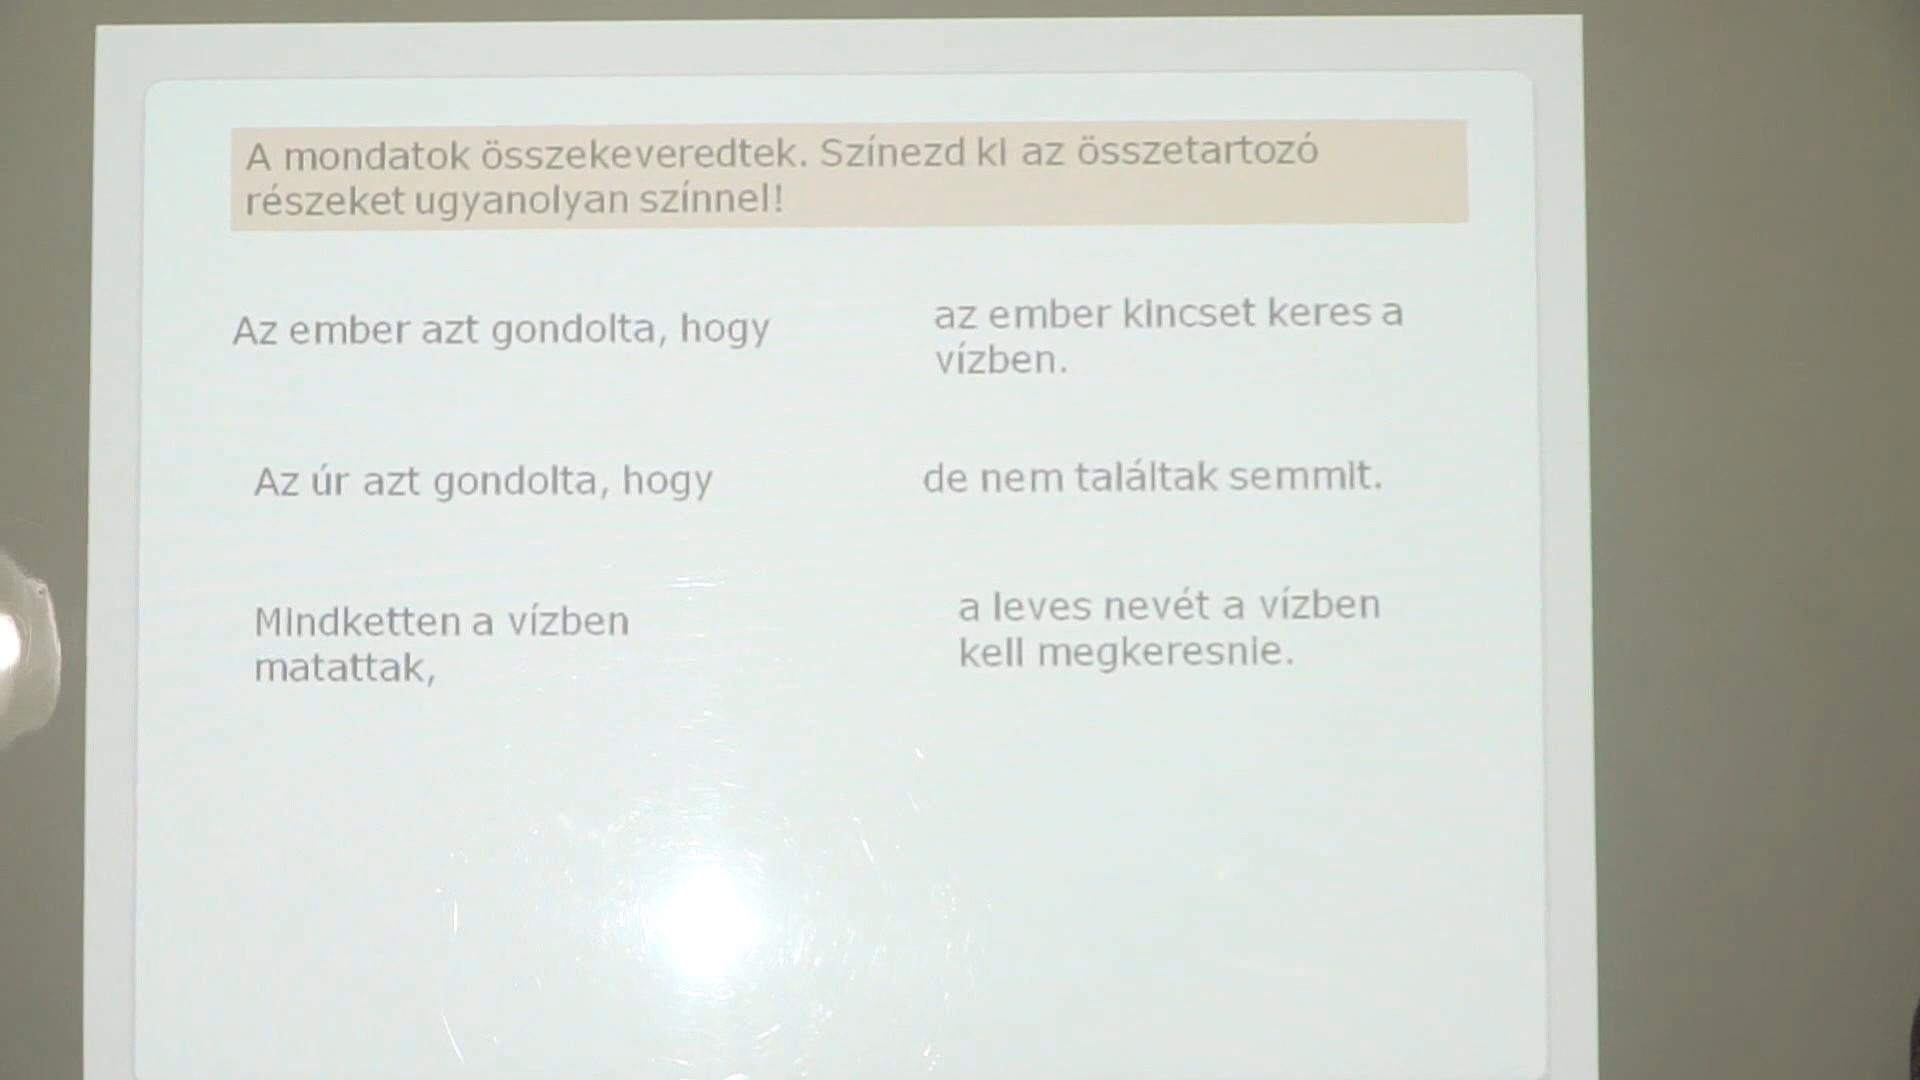 A mondatok összekeveredtek. Színezd ki az összetartozó
részeket ugyanolyan színnel!
Az ember azt gondolta, hogy
az ember kincset keres a
vízben.
Az úr azt gondolta, hogy
de nem találtak semmit.
Mindketten a vízben
matattak,
a leves nevét a vízben
kell megkeresnie.